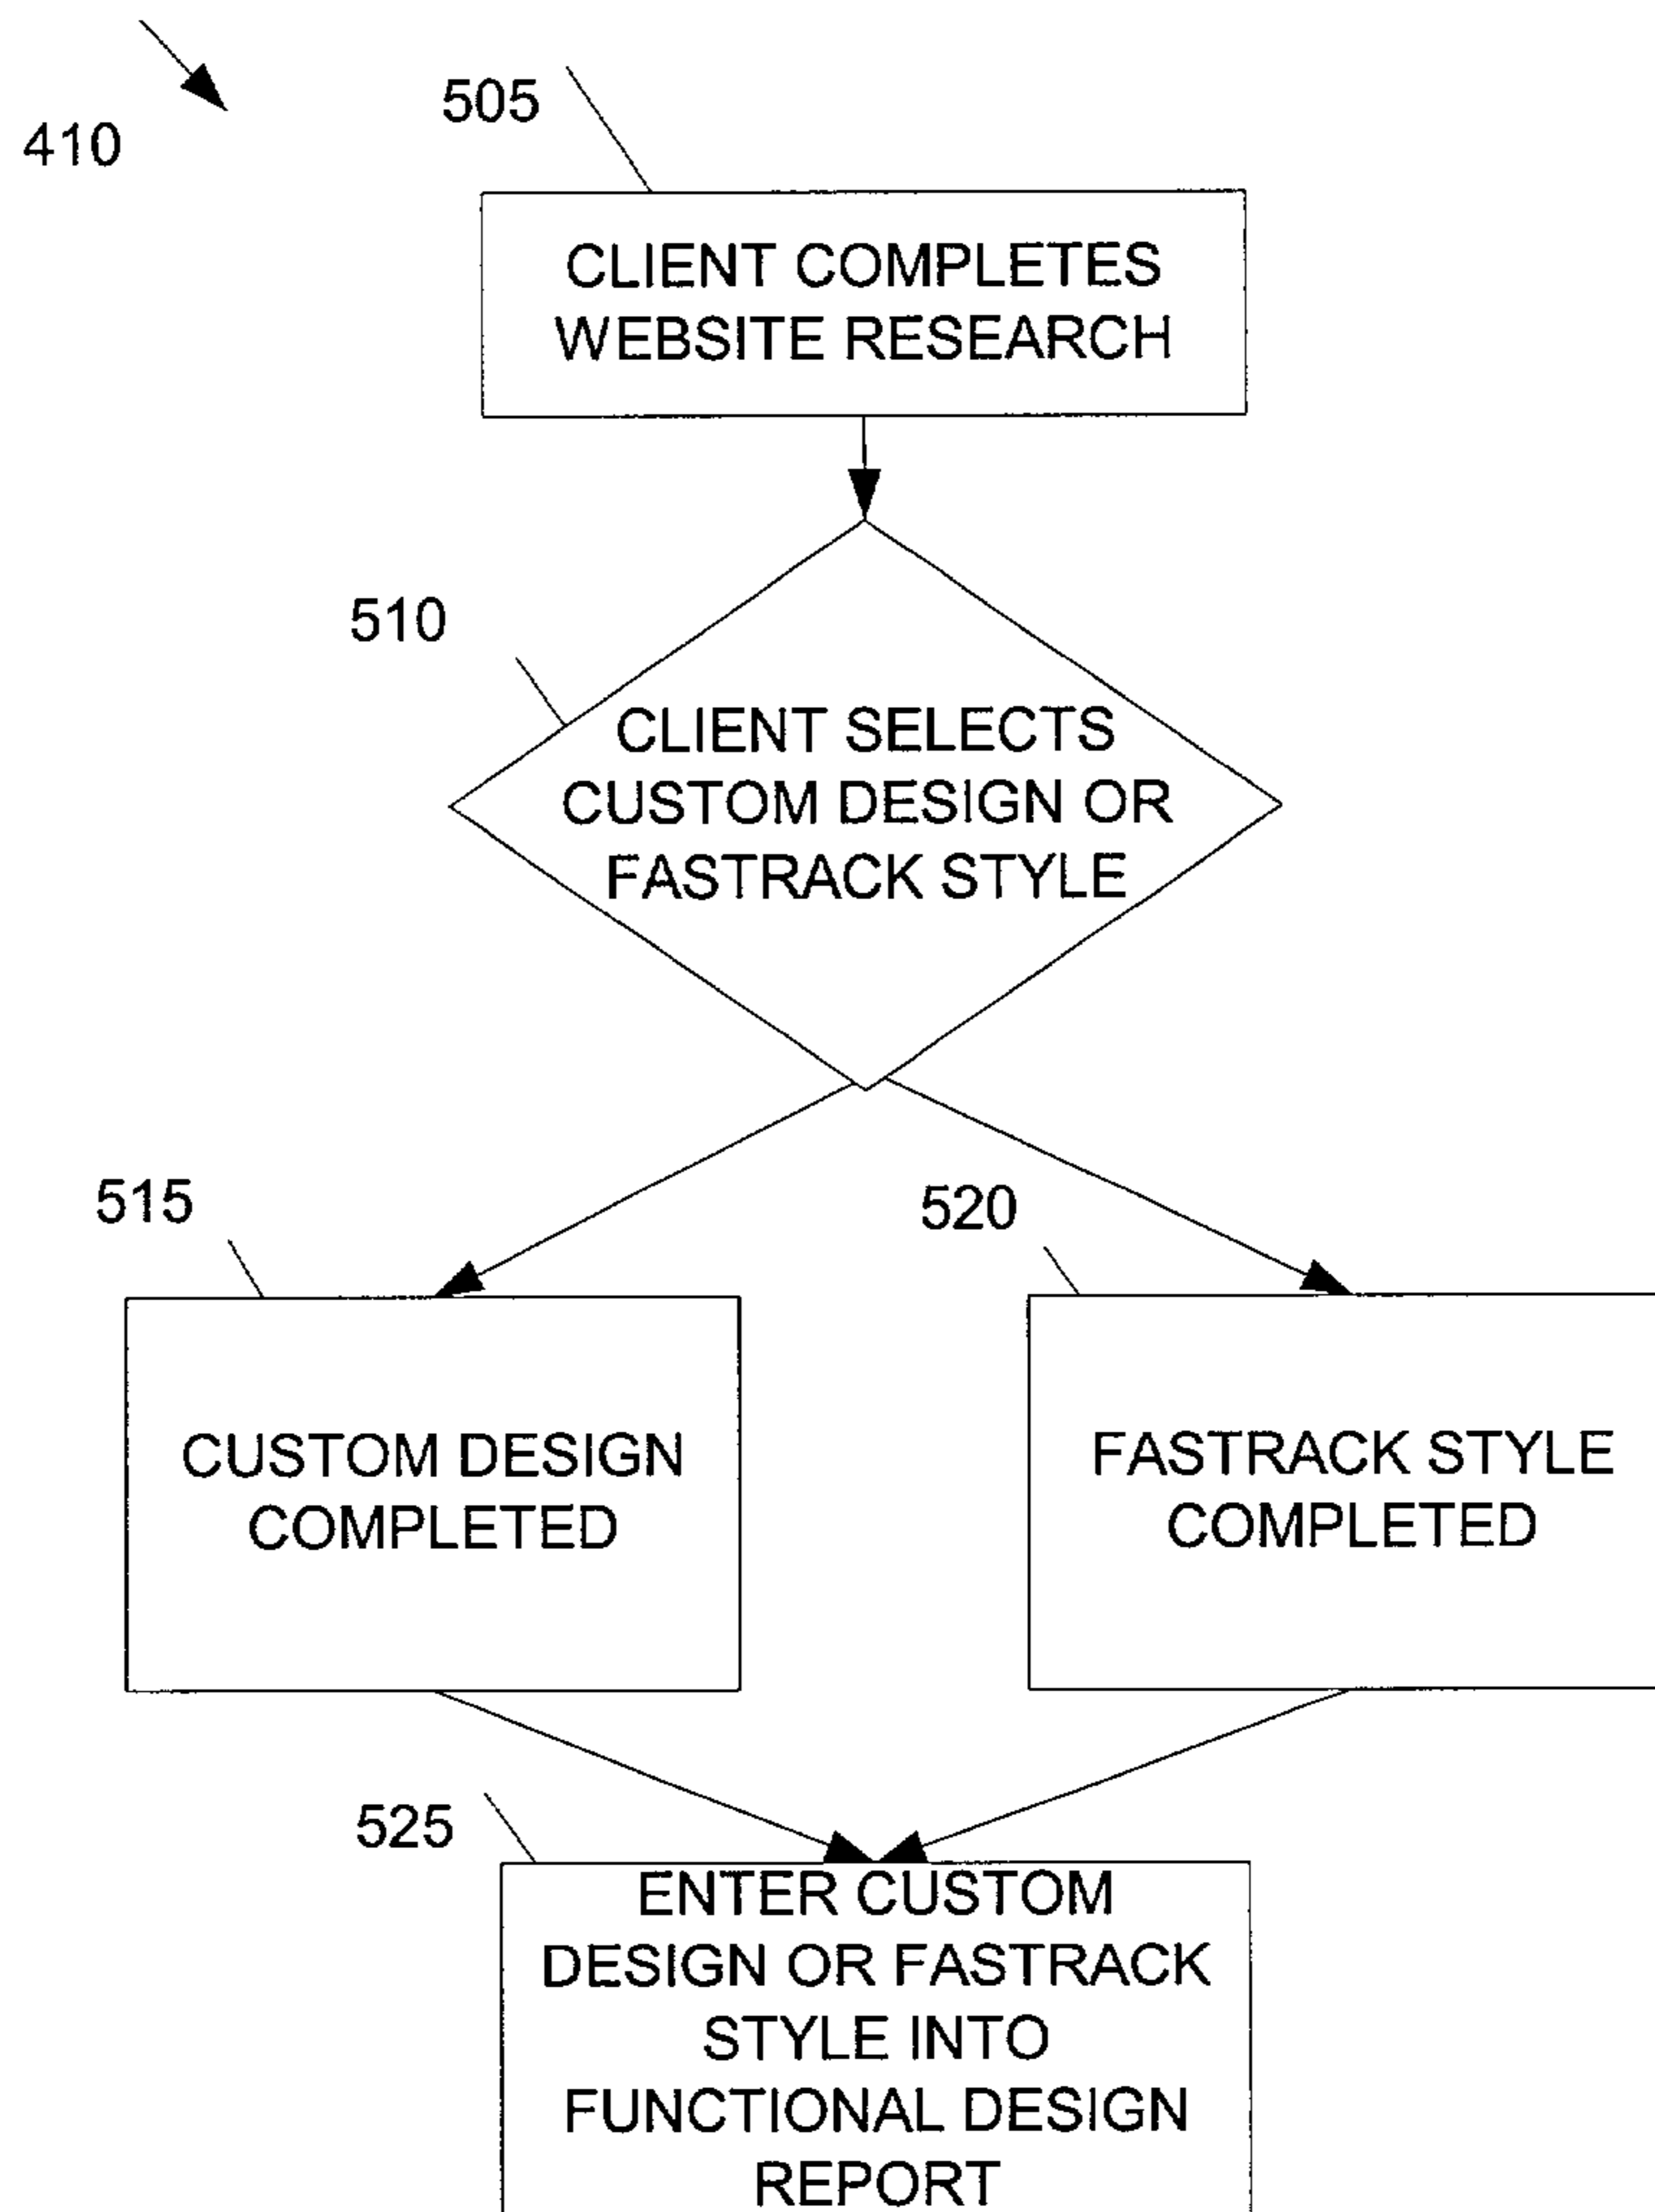 505
410
CLIENT COMPLETES
WEBSITE RESEARCH
510
CLIENT SELECTS
CUSTOM DESIGN OR
FASTRACK STYLE
515
520
CUSTOM DESIGN
COMPLETED
FASTRACK STYLE
COMPLETED
525
ENTER CUSTOM
DESIGN OR FASTRACK
STYLE INTO
FUNCTIONAL DESIGN
REPORT